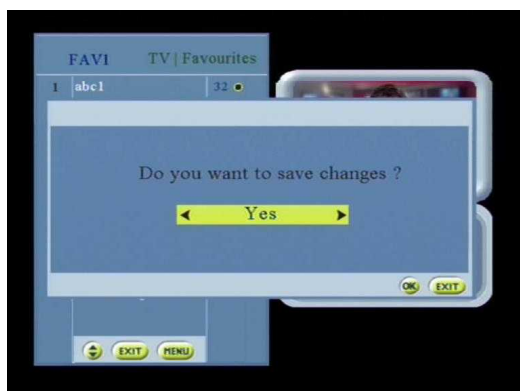 FAV1 TV | Favourites
1 abc1 32
Do you want to save changes ?
Yes
OK EXIT
EXIT MENU